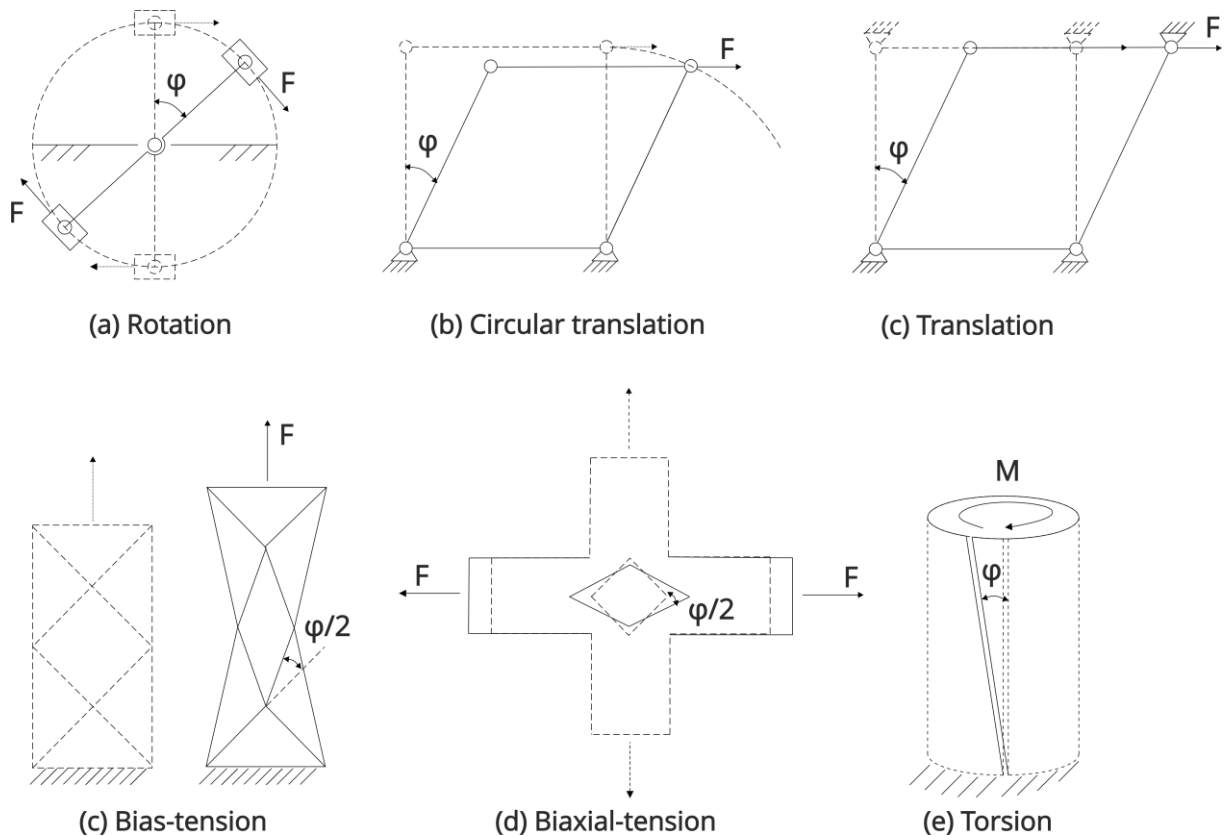 F
φ
F
(a) Rotation
F
φ
(b) Circular translation
F
φ
(c) Translation
F
φ/2
(c) Bias-tension
F
F
φ/2
(d) Biaxial-tension
M
φ
(e) Torsion